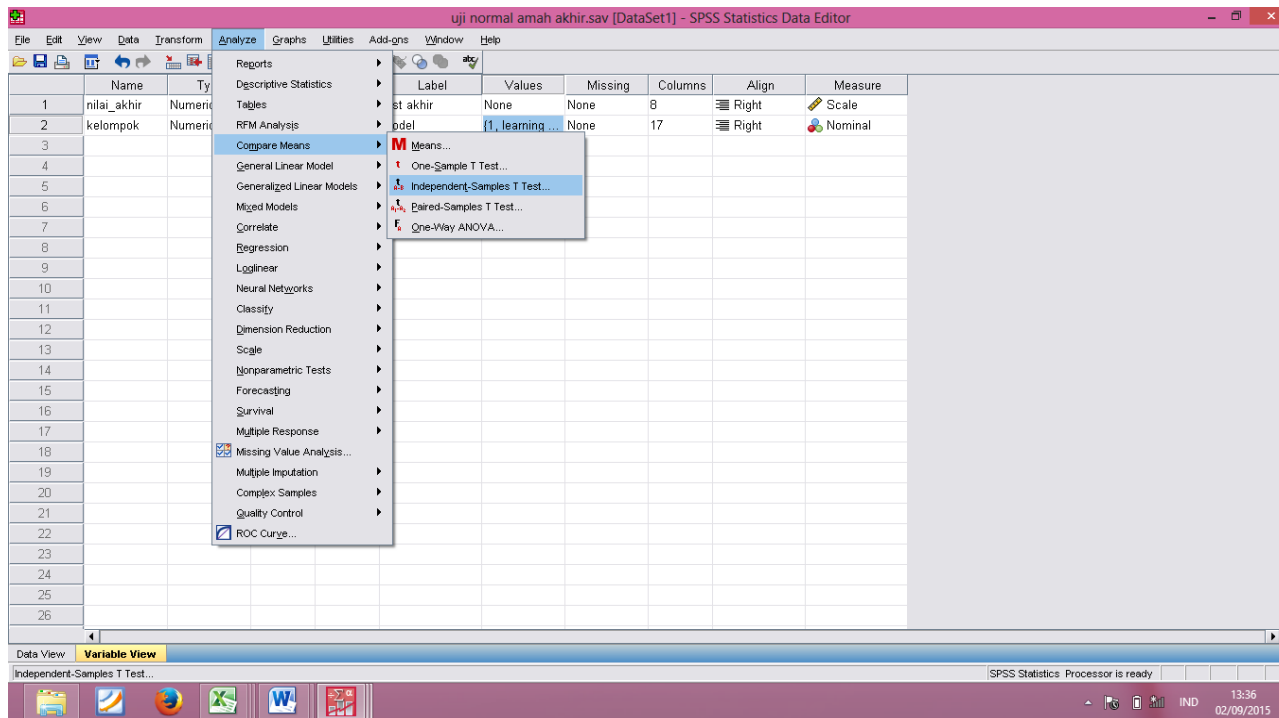 uji normal amah akhir.sav [DataSet1] - SPSS Statistics Data Editor
File Edit View Data Transform Analyze Graphs Utilities Add-ons Window Help
Name Ty Label Values Missing Columns Align Measure
1 nilai_akhir Numeric st akhir None None 8 Right Scale
2 kelompok Numeric odel {1, learning ... None 17 Right Nominal
3
4
5
6
7
8
9
10
11
12
13
14
15
16
17
18
19
20
21
22
23
24
25
26
Reports
Descriptive Statistics
Tables
RFM Analysis
Compare Means
General Linear Model
Generalized Linear Models
Mixed Models
Correlate
Regression
Loglinear
Neural Networks
Classify
Dimension Reduction
Scale
Nonparametric Tests
Forecasting
Survival
Multiple Response
Missing Value Analysis...
Multiple Imputation
Complex Samples
Quality Control
ROC Curve...
Means...
One-Sample T Test...
Independent-Samples T Test...
Paired-Samples T Test...
One-Way ANOVA...
Data View Variable View
Independent-Samples T Test...
SPSS Statistics Processor is ready
IND
13:36
02/09/2015